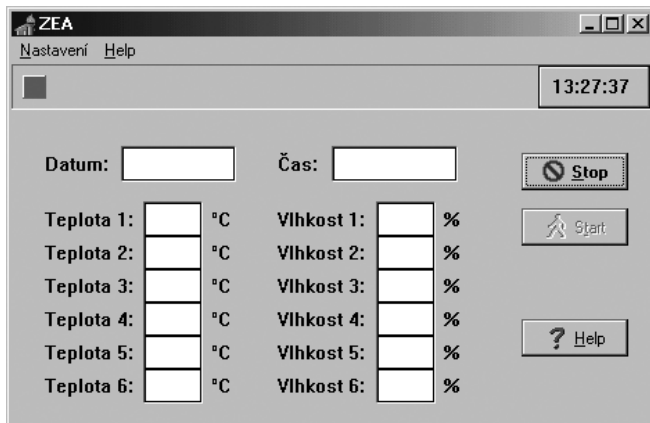 ZEA
Nastavení Help
13:27:37
Datum: Čas:
Stop
Teplota 1: °C Vlhkost 1: %
Start
Teplota 2: °C Vlhkost 2: %
Teplota 3: °C Vlhkost 3: %
Teplota 4: °C Vlhkost 4: %
Teplota 5: °C Vlhkost 5: %
? Help
Teplota 6: °C Vlhkost 6: %